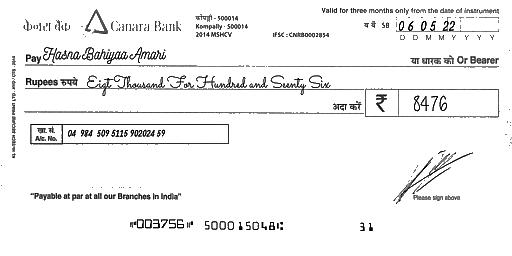 Valid for three months only from the date of instrument
केनरा बैंक Canara Bank
कोंपल्ली - 500014
Kompally - 500014
2014 MSHCV
IFSC : CNRB0002854
SB 06 05 22
D D M M Y Y Y Y
Pay Hasna Bahiyaa Amari
या धारक को Or Bearer
Rupees रुपये Eigt Thousand For Hundred and Seenty Six
अदा करें ₹ 8476
खा. सं.
A/c. No. 04 984 509 5115 902024 59
Please sign above
"Payable at par at all our Branches in India"
⑈003756⑈ 500015048⑆ 31